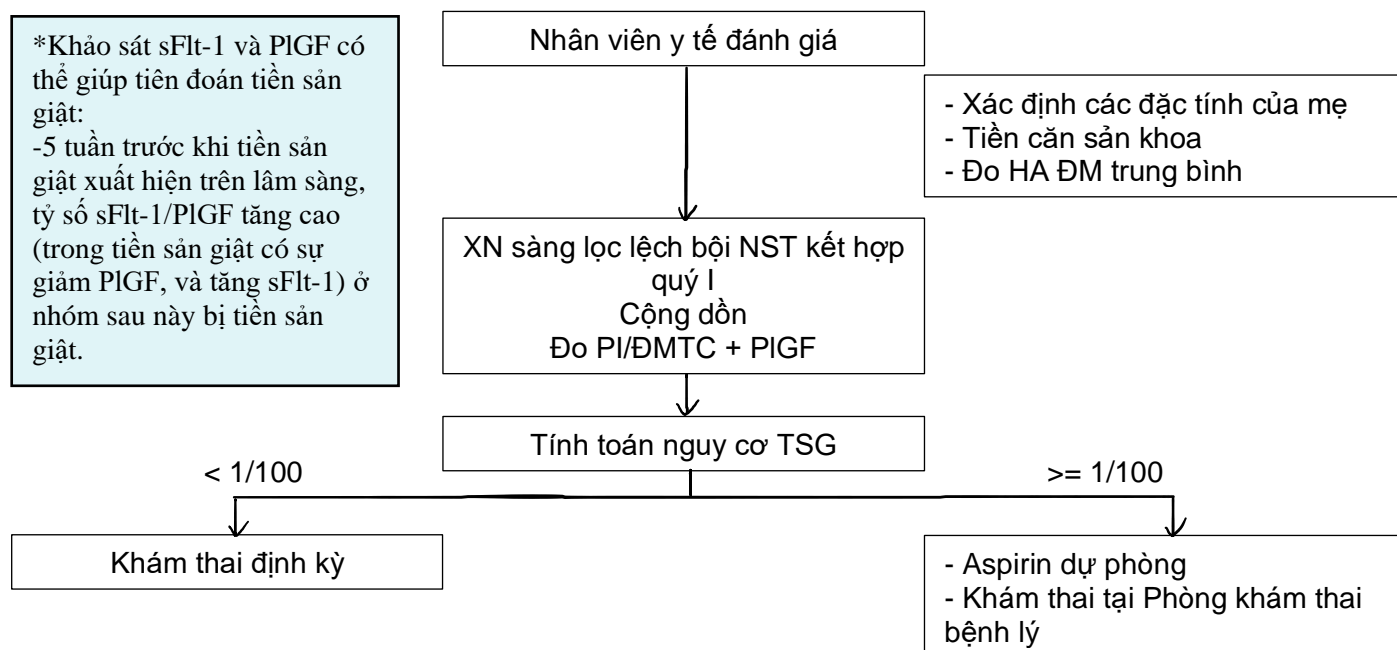 *Khảo sát sFlt-1 và PlGF có
thể giúp tiên đoán tiền sản
giật:
-5 tuần trước khi tiền sản
giật xuất hiện trên lâm sàng,
tỷ số sFlt-1/PlGF tăng cao
(trong tiền sản giật có sự
giảm PlGF, và tăng sFlt-1) ở
nhóm sau này bị tiền sản
giật.
Nhân viên y tế đánh giá
- Xác định các đặc tính của mẹ
- Tiền căn sản khoa
- Đo HA ĐM trung bình
XN sàng lọc lệch bội NST kết hợp
quý I
Cộng dồn
Đo PI/ĐMTC + PlGF
Tính toán nguy cơ TSG
< 1/100
>= 1/100
Khám thai định kỳ
- Aspirin dự phòng
- Khám thai tại Phòng khám thai
bệnh lý